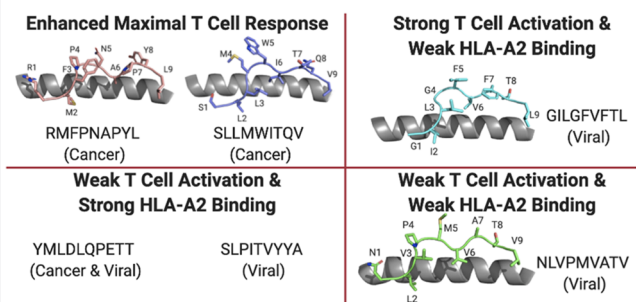 Enhanced Maximal T Cell Response
R1
P4
N5
F3
A6
P7
Y8
L9
M2
RMFPNAPYL
(Cancer)
W5
M4
I6
T7
Q8
V9
S1
L2
L3
SLLMWITQV
(Cancer)
Strong T Cell Activation &
Weak HLA-A2 Binding
F5
G4
F7
T8
L3
V6
L9
G1
I2
GILGFVFTL
(Viral)
Weak T Cell Activation &
Strong HLA-A2 Binding
YMLDLQPETT
(Cancer & Viral)
SLPITVYYA
(Viral)
Weak T Cell Activation &
Weak HLA-A2 Binding
P4
M5
A7
T8
N1
V3
V6
V9
L2
NLVPMVATV
(Viral)